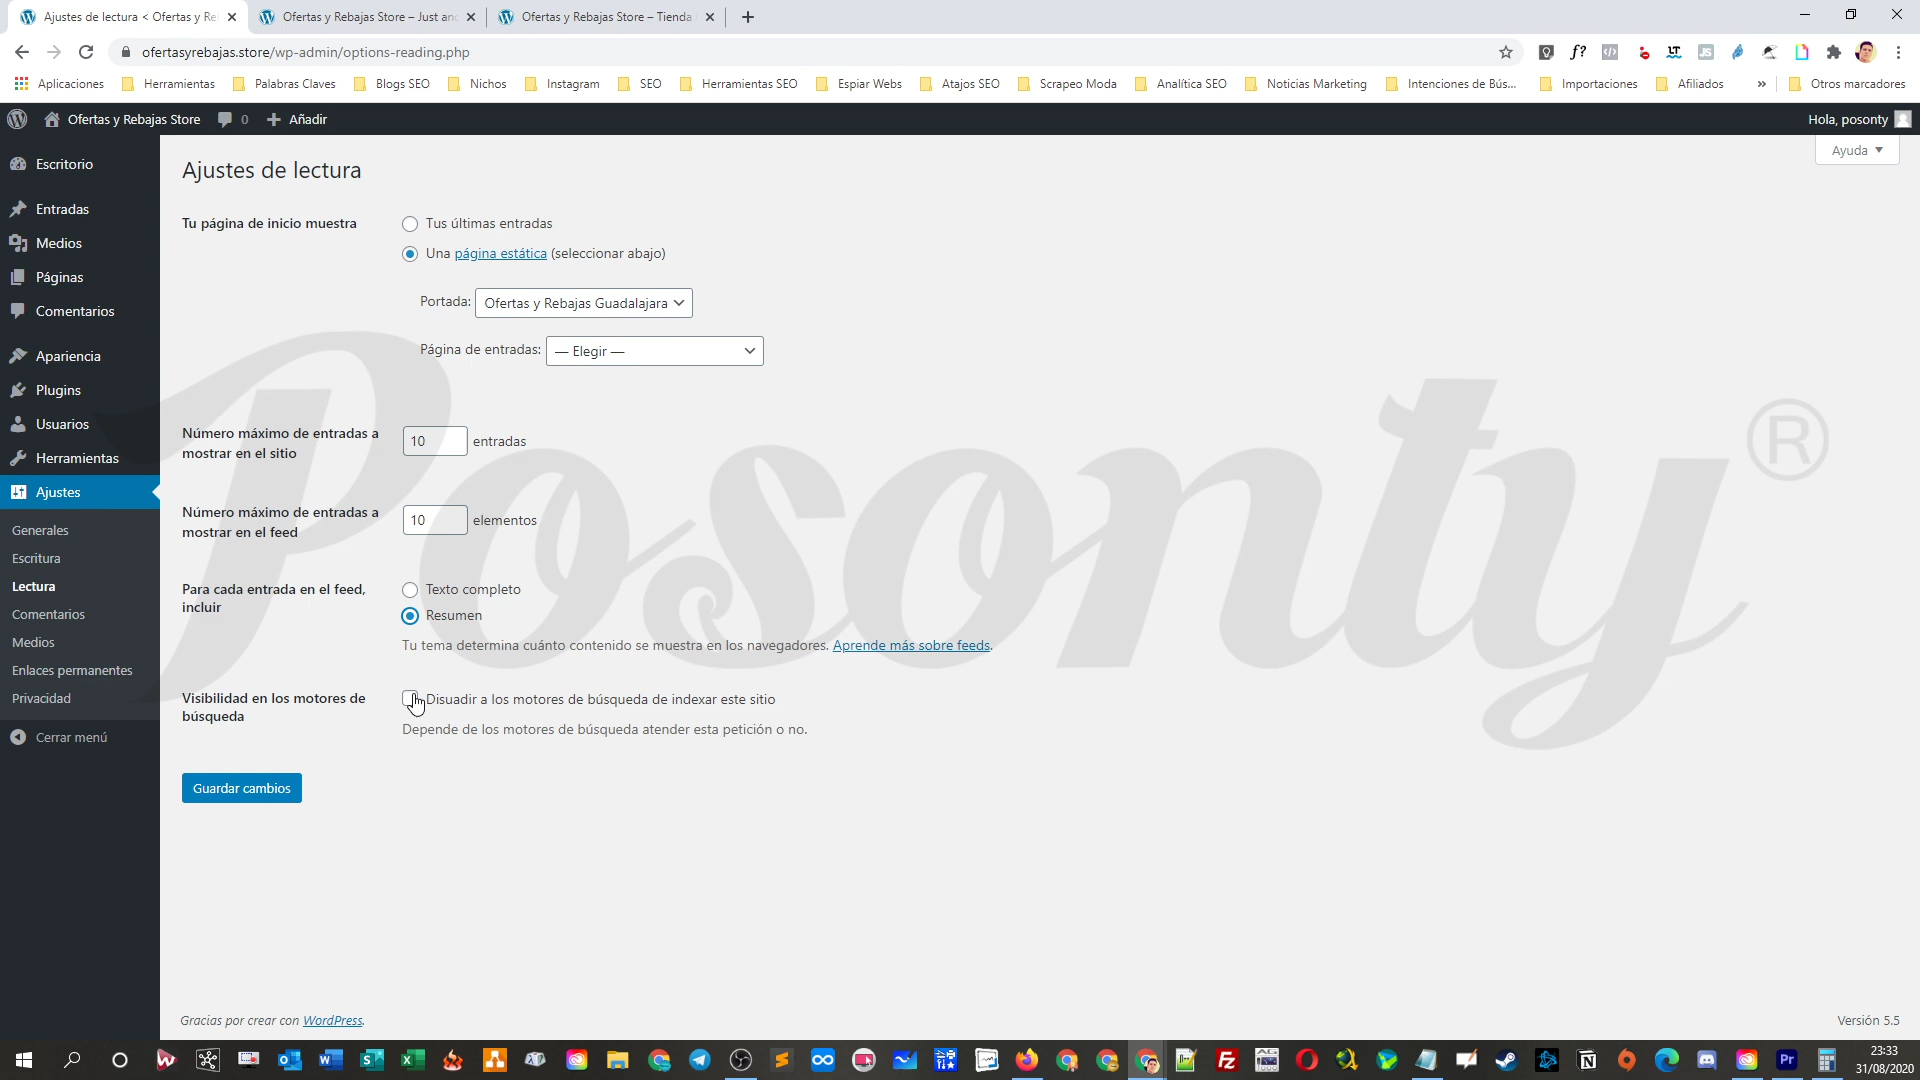 Ajustes de lectura < Ofertas y Re
Ofertas y Rebajas Store – Just an
Ofertas y Rebajas Store – Tienda
ofertasyrebajas.store/wp-admin/options-reading.php
Aplicaciones
Herramientas
Palabras Claves
Blogs SEO
Nichos
Instagram
SEO
Herramientas SEO
Espiar Webs
Atajos SEO
Scrapeo Moda
Analítica SEO
Noticias Marketing
Intenciones de Bús...
Importaciones
Afiliados
»
Otros marcadores
Ofertas y Rebajas Store
0
Añadir
Hola, posonty
Ayuda
Escritorio
Entradas
Medios
Páginas
Comentarios
Apariencia
Plugins
Usuarios
Herramientas
Ajustes
Generales
Escritura
Lectura
Comentarios
Medios
Enlaces permanentes
Privacidad
Cerrar menú
Ajustes de lectura
Tu página de inicio muestra
Tus últimas entradas
Una página estática (seleccionar abajo)
Portada: Ofertas y Rebajas Guadalajara
Página de entradas: — Elegir —
Número máximo de entradas a
mostrar en el sitio
10 entradas
Número máximo de entradas a
mostrar en el feed
10 elementos
Para cada entrada en el feed,
incluir
Texto completo
Resumen
Tu tema determina cuánto contenido se muestra en los navegadores. Aprende más sobre feeds.
Visibilidad en los motores de
búsqueda
Disuadir a los motores de búsqueda de indexar este sitio
Depende de los motores de búsqueda atender esta petición o no.
Guardar cambios
Posonty®
Gracias por crear con WordPress.
Versión 5.5
23:33
31/08/2020